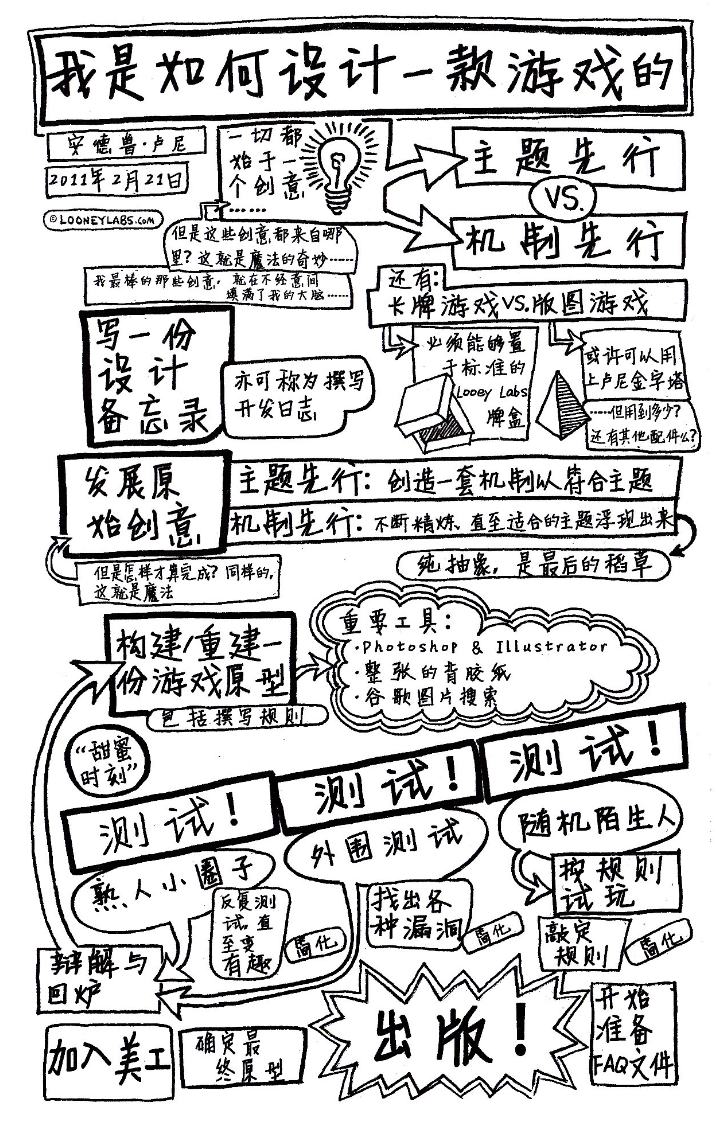 我是如何设计一款游戏的
安德鲁·卢尼
2011年2月21日
©LOONEYLABS.COM
一切都
始于一
个创意
……
但是这些创意都来自哪
里？这就是魔法的奇妙……
我最棒的那些创意，就在不经意间
填满了我的大脑……
主题先行
VS.
机制先行
还有：
卡牌游戏VS.版图游戏
必须能够置
于标准的
Looey Labs
牌盒
或许可以用
上卢尼金字塔
……但用到多少？
还有其他配件么？
写一份
设计
备忘录
亦可称为撰写
开发日志
发展原
始创意
主题先行：创造一套机制以符合主题
机制先行：不断精炼、直至适合的主题浮现出来
纯抽象，是最后的稻草
但是怎样才算完成？同样的，
这就是魔法
构建/重建一
份游戏原型
包括撰写规则
重要工具：
·Photoshop & Illustrator
·整张的背胶纸
·谷歌图片搜索
“甜蜜
时刻”
测试！
测试！
测试！
熟人小圈子
外围测试
随机陌生人
反复测
试，直
至变
有趣
简化
找出各
种漏洞
简化
按规则
试玩
敲定
规则
简化
辩解与
回炉
加入美工
确定最
终原型
出版！
开始
准备
FAQ文件